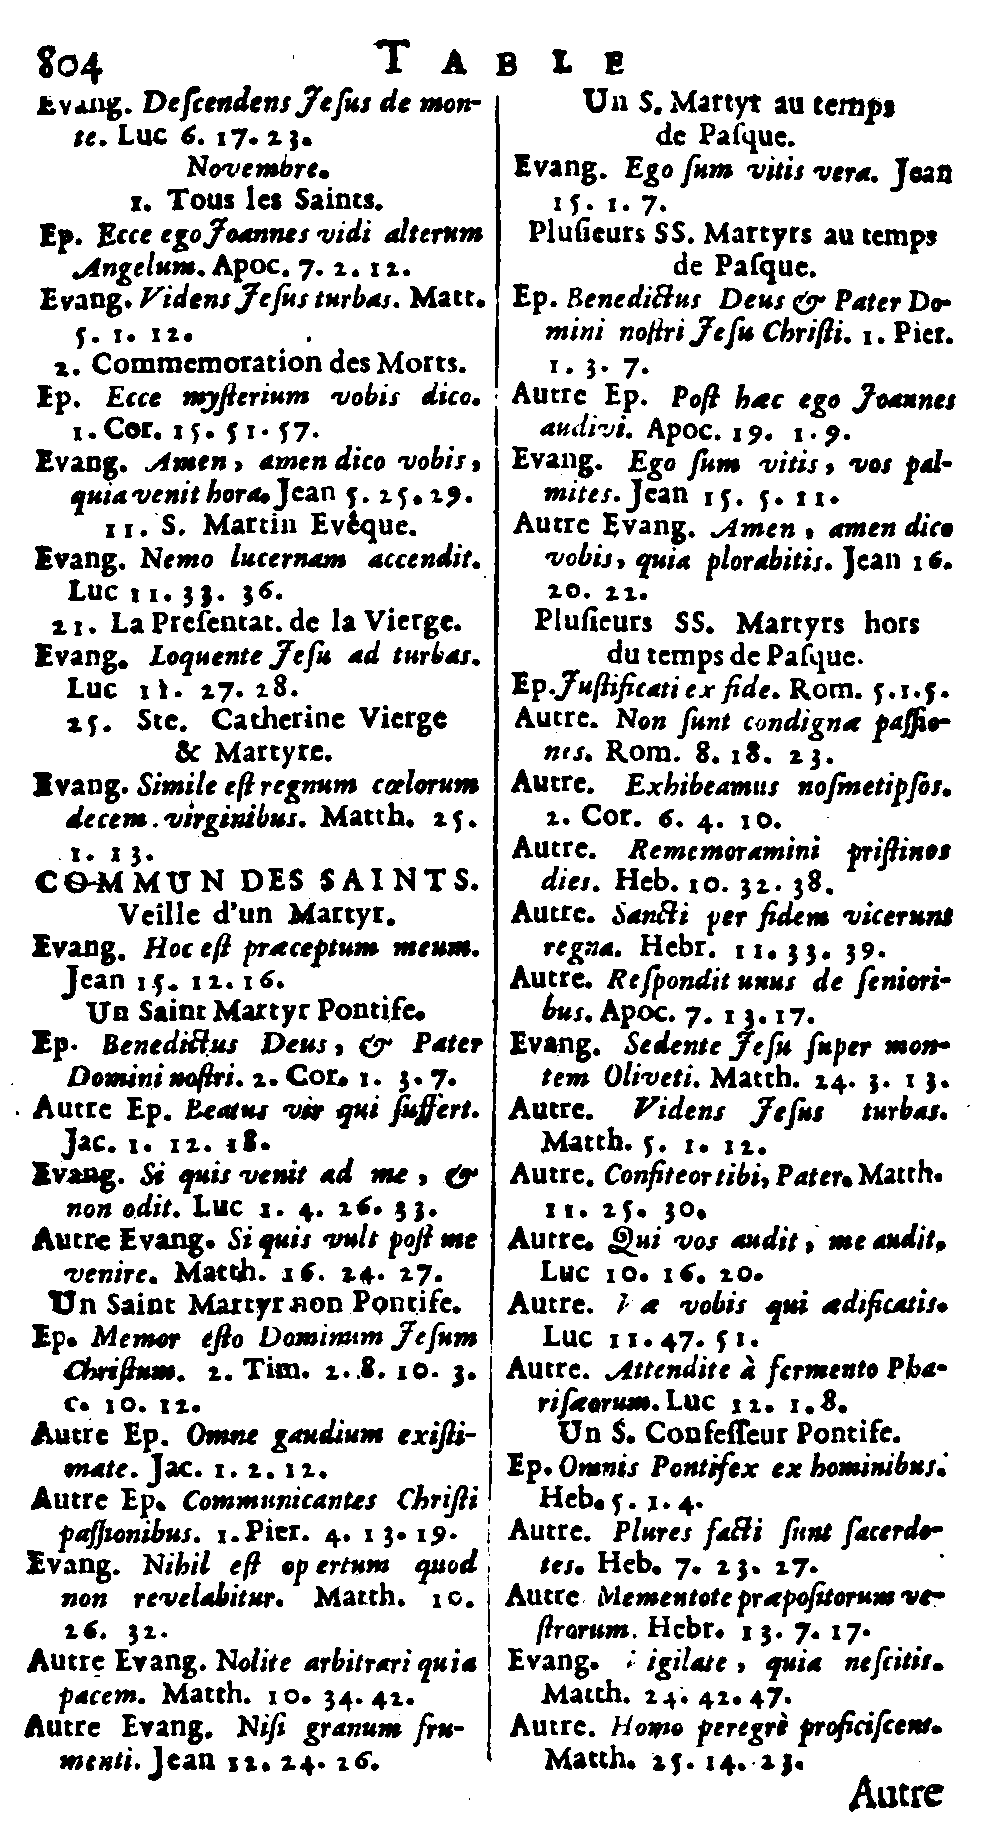 804 TABLE
Evang. Deſcendens Jeſus de mon-
te. Luc 6. 17. 23.
Novembre.
1. Tous les Saints.
Ep. Ecce ego Joannes vidi alterum
Angelum. Apoc. 7. 2. 12.
Evang. Videns Jeſus turbas. Matt.
5. 1. 12.
2. Commemoration des Morts.
Ep. Ecce myſterium vobis dico.
1. Cor. 15. 51. 57.
Evang. Amen, amen dico vobis,
quia venit hora. Jean 5. 25. 29.
11. S. Martin Evêque.
Evang. Nemo lucernam accendit.
Luc 11. 33. 36.
21. La Preſentat. de la Vierge.
Evang. Loquente Jeſu ad turbas.
Luc 11. 27. 28.
25. Ste. Catherine Vierge
& Martyre.
Evang. Simile eſt regnum cœlorum
decem virginibus. Matth. 25.
1. 13.
COMMUN DES SAINTS.
Veille d'un Martyr.
Evang. Hoc eſt præceptum meum.
Jean 15. 12. 16.
Un Saint Martyr Pontife.
Ep. Benedictus Deus, & Pater
Domini noſtri. 2. Cor. 1. 3. 7.
Autre Ep. Beatus vir qui ſuffert.
Jac. 1. 12. 18.
Evang. Si quis venit ad me, &
non odit. Luc 1. 4. 26. 33.
Autre Evang. Si quis vult poſt me
venire. Matth. 16. 24. 27.
Un Saint Martyr non Pontife.
Ep. Memor eſto Dominum Jeſum
Chriſtum. 2. Tim. 2. 8. 10. 3.
c. 10. 12.
Autre Ep. Omne gaudium exiſti-
mate. Jac. 1. 2. 12.
Autre Ep. Communicantes Chriſti
paſſionibus. 1. Pier. 4. 13. 19.
Evang. Nihil eſt opertum quod
non revelabitur. Matth. 10.
26. 32.
Autre Evang. Nolite arbitrari quia
pacem. Matth. 10. 34. 42.
Autre Evang. Niſi granum fru-
menti. Jean 12. 24. 26.
Un S. Martyr au temps
de Paſque.
Evang. Ego ſum vitis vera. Jean
15. 1. 7.
Pluſieurs SS. Martyrs au temps
de Paſque.
Ep. Benedictus Deus & Pater Do-
mini noſtri Jeſu Chriſti. 1. Pier.
1. 3. 7.
Autre Ep. Poſt hæc ego Joannes
audivi. Apoc. 19. 1. 9.
Evang. Ego ſum vitis, vos pal-
mites. Jean 15. 5. 11.
Autre Evang. Amen, amen dico
vobis, quia plorabitis. Jean 16.
20. 22.
Pluſieurs SS. Martyrs hors
du temps de Paſque.
Ep. Juſtificati ex fide. Rom. 5. 1. 5.
Autre. Non ſunt condignæ paſſio-
nes. Rom. 8. 18. 23.
Autre. Exhibeamus noſmetipſos.
2. Cor. 6. 4. 10.
Autre. Rememoramini priſtinos
dies. Heb. 10. 32. 38.
Autre. Sancti per fidem vicerunt
regna. Hebr. 11. 33. 39.
Autre. Reſpondit unus de ſeniori-
bus. Apoc. 7. 13. 17.
Evang. Sedente Jeſu ſuper mon-
tem Oliveti. Matth. 24. 3. 13.
Autre. Videns Jeſus turbas.
Matth. 5. 1. 12.
Autre. Confiteor tibi, Pater. Matth.
11. 25. 30.
Autre. Qui vos audit, me audit.
Luc 10. 16. 20.
Autre. Væ vobis qui ædificatis.
Luc 11. 47. 51.
Autre. Attendite à fermento Pha-
riſæorum. Luc 12. 1. 8.
Un S. Confeſſeur Pontife.
Ep. Omnis Pontifex ex hominibus.
Heb. 5. 1. 4.
Autre. Plures facti ſunt ſacerdo-
tes. Heb. 7. 23. 27.
Autre Mementote præpoſitorum ve-
ſtrorum. Hebr. 13. 7. 17.
Evang. Vigilate, quia neſcitis.
Matth. 24. 42. 47.
Autre. Homo peregrè proficiſcens.
Matth. 25. 14. 23.
Autre